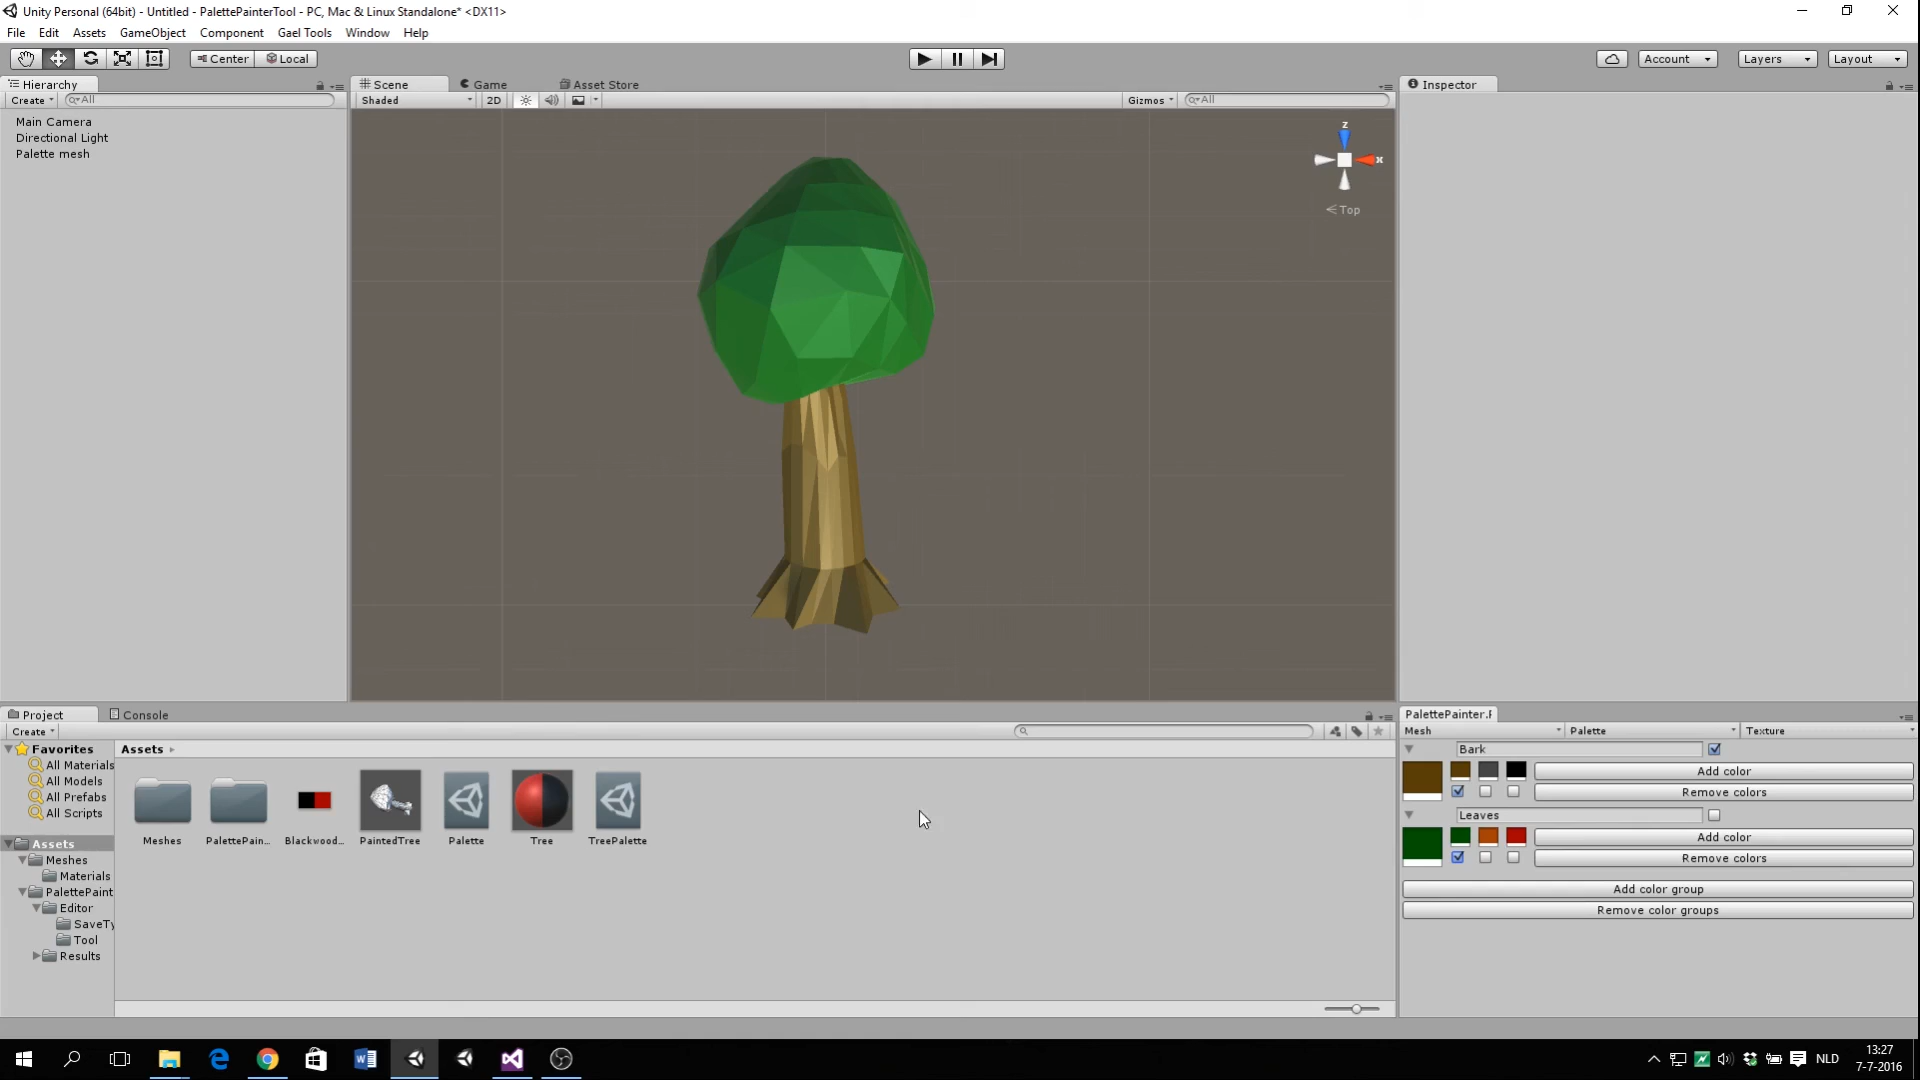 Unity Personal (64bit) - Untitled - PalettePainterTool - PC, Mac & Linux Standalone* <DX11>
File Edit Assets GameObject Component Gael Tools Window Help
Center Local Account Layers Layout
Hierarchy
Create All
Main Camera
Directional Light
Palette mesh
Scene Game Asset Store
Shaded 2D Gizmos All
z
x
Top
Inspector
Project Console
Create
Favorites
All Materials
All Models
All Prefabs
All Scripts
Assets
Meshes
Materials
PalettePaint
Editor
SaveTy
Tool
Results
Assets
Meshes PalettePain... Blackwood... PaintedTree Palette Tree TreePalette
PalettePainter.F
Mesh Palette Texture
Bark
Add color
Remove colors
Leaves
Add color
Remove colors
Add color group
Remove color groups
NLD
13:27
7-7-2016